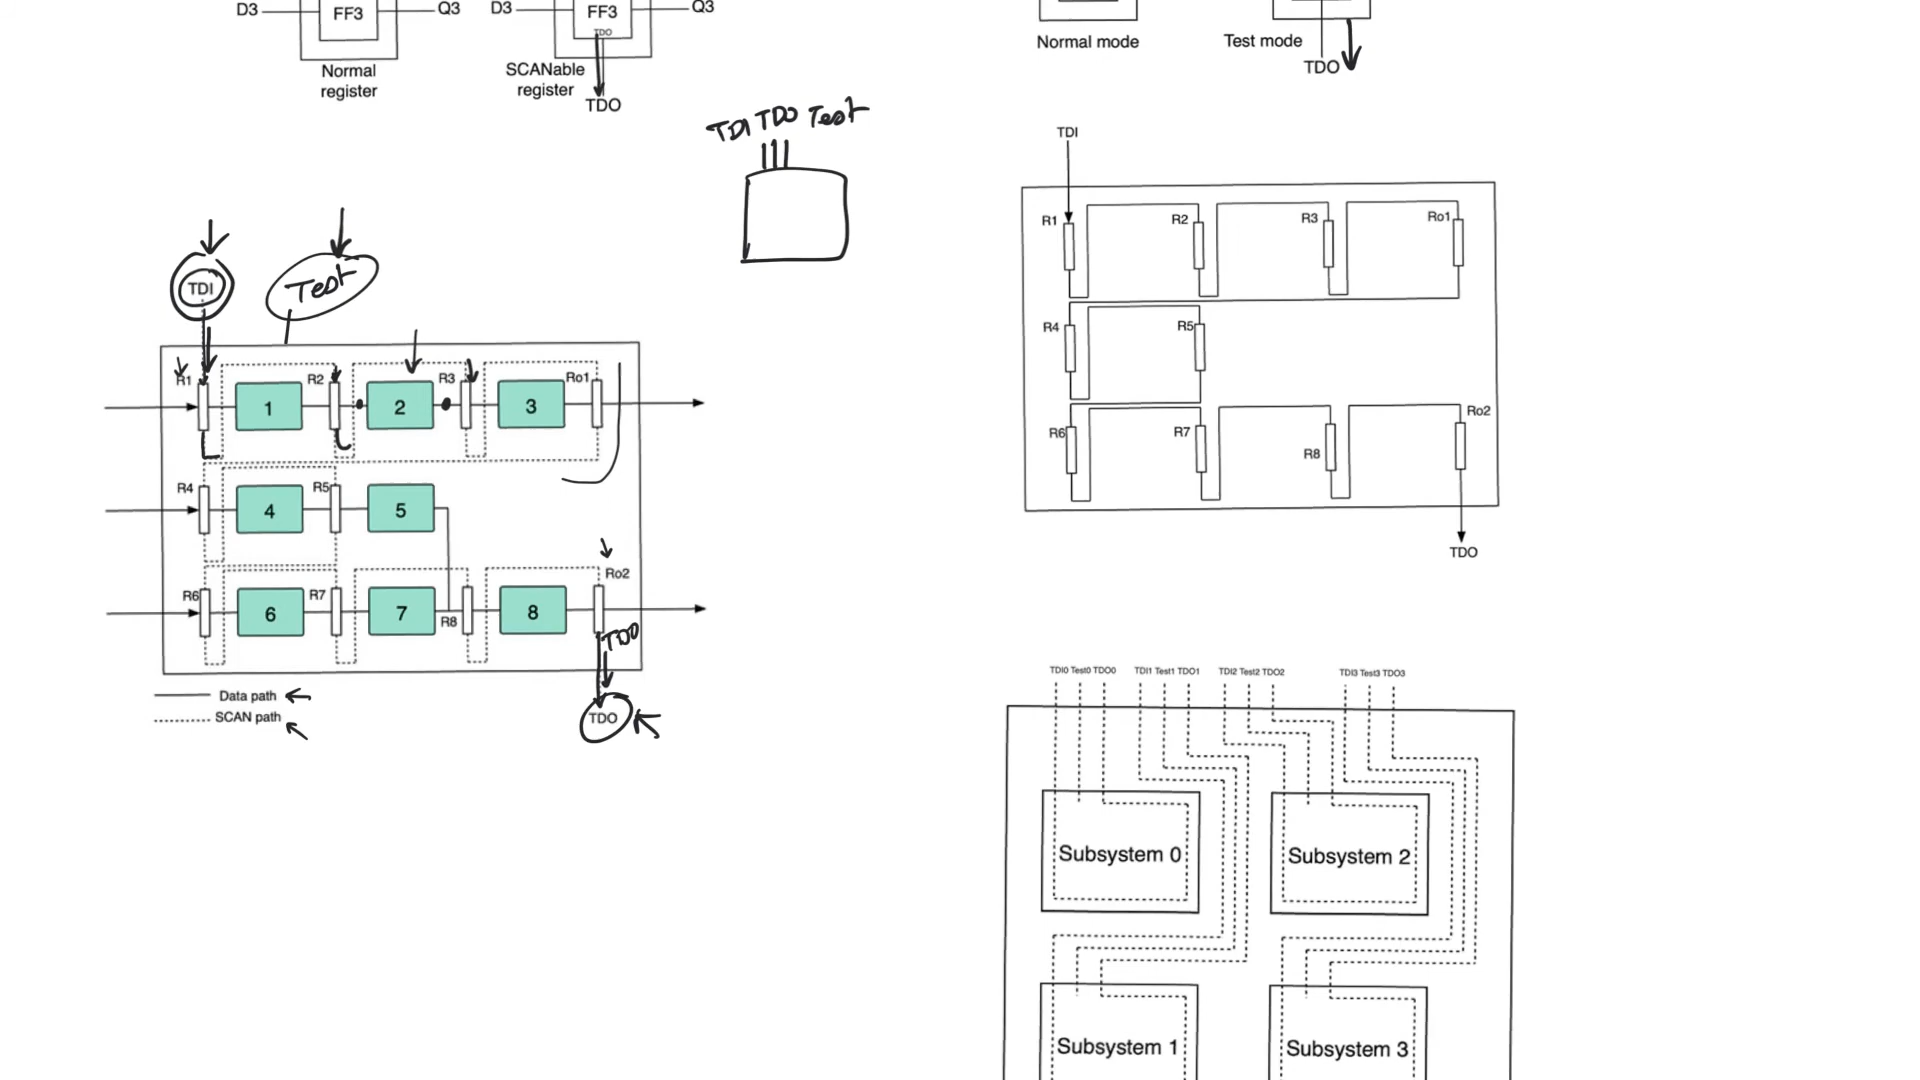 D3
FF3
Q3
D3
FF3
Q3
TDO
Normal
register
SCANable
register
TDO
TDI TDO Test
TDI
Test
R1
R2
R3
Ro1
1
2
3
R4
R5
4
5
R6
R7
R8
Ro2
6
7
8
TDO
Data path
SCAN path
TDO
Normal mode
Test mode
TDO
TDI
R1
R2
R3
Ro1
R4
R5
R6
R7
R8
Ro2
TDO
TDI0 Test0 TDO0 TDI1 Test1 TDO1 TDI2 Test2 TDO2 TDI3 Test3 TDO3
Subsystem 0
Subsystem 2
Subsystem 1
Subsystem 3